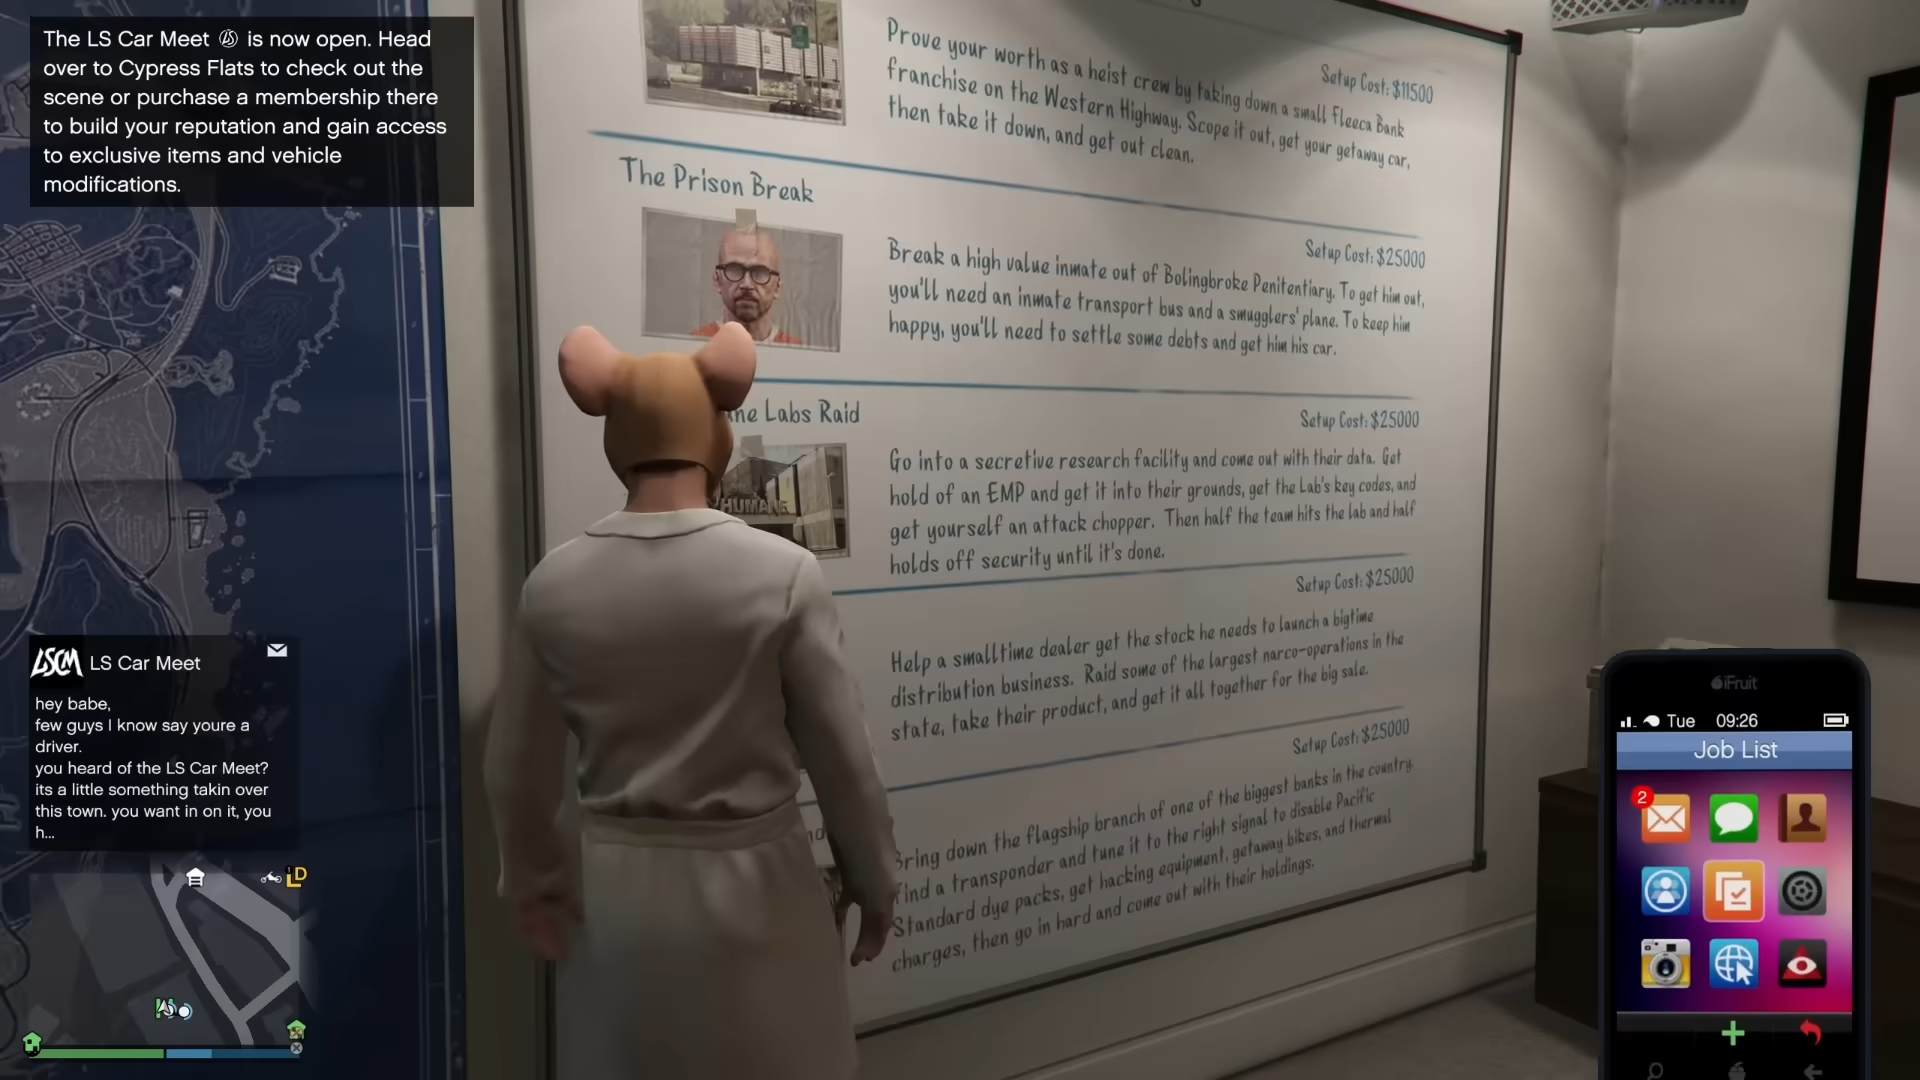 The LS Car Meet is now open. Head
over to Cypress Flats to check out the
scene or purchase a membership there
to build your reputation and gain access
to exclusive items and vehicle
modifications.
Setup Cost: $11500
Prove your worth as a heist crew by taking down a small Fleeca Bank
franchise on the Western Highway. Scope it out, get your getaway car,
then take it down, and get out clean.
The Prison Break
Setup Cost: $25000
Break a high value inmate out of Bolingbroke Penitentiary. To get him out,
you'll need an inmate transport bus and a smugglers' plane. To keep him
happy, you'll need to settle some debts and get him his car.
Labs Raid
Setup Cost: $25000
HUMANE
Go into a secretive research facility and come out with their data. Get
hold of an EMP and get it into their grounds, get the Lab's key codes, and
get yourself an attack chopper. Then half the team hits the lab and half
holds off security until it's done.
Setup Cost: $25000
Help a smalltime dealer get the stock he needs to launch a bigtime
distribution business. Raid some of the largest narco-operations in the
state, take their product, and get it all together for the big sale.
Setup Cost: $25000
Bring down the flagship branch of one of the biggest banks in the country.
Find a transponder and tune it to the right signal to disable Pacific
Standard dye packs, get hacking equipment, getaway bikes, and thermal
charges, then go in hard and come out with their holdings.
LSCM LS Car Meet
hey babe,
few guys I know say youre a
driver.
you heard of the LS Car Meet?
its a little something takin over
this town. you want in on it, you
h...
LD
iFruit
Tue 09:26
Job List
2